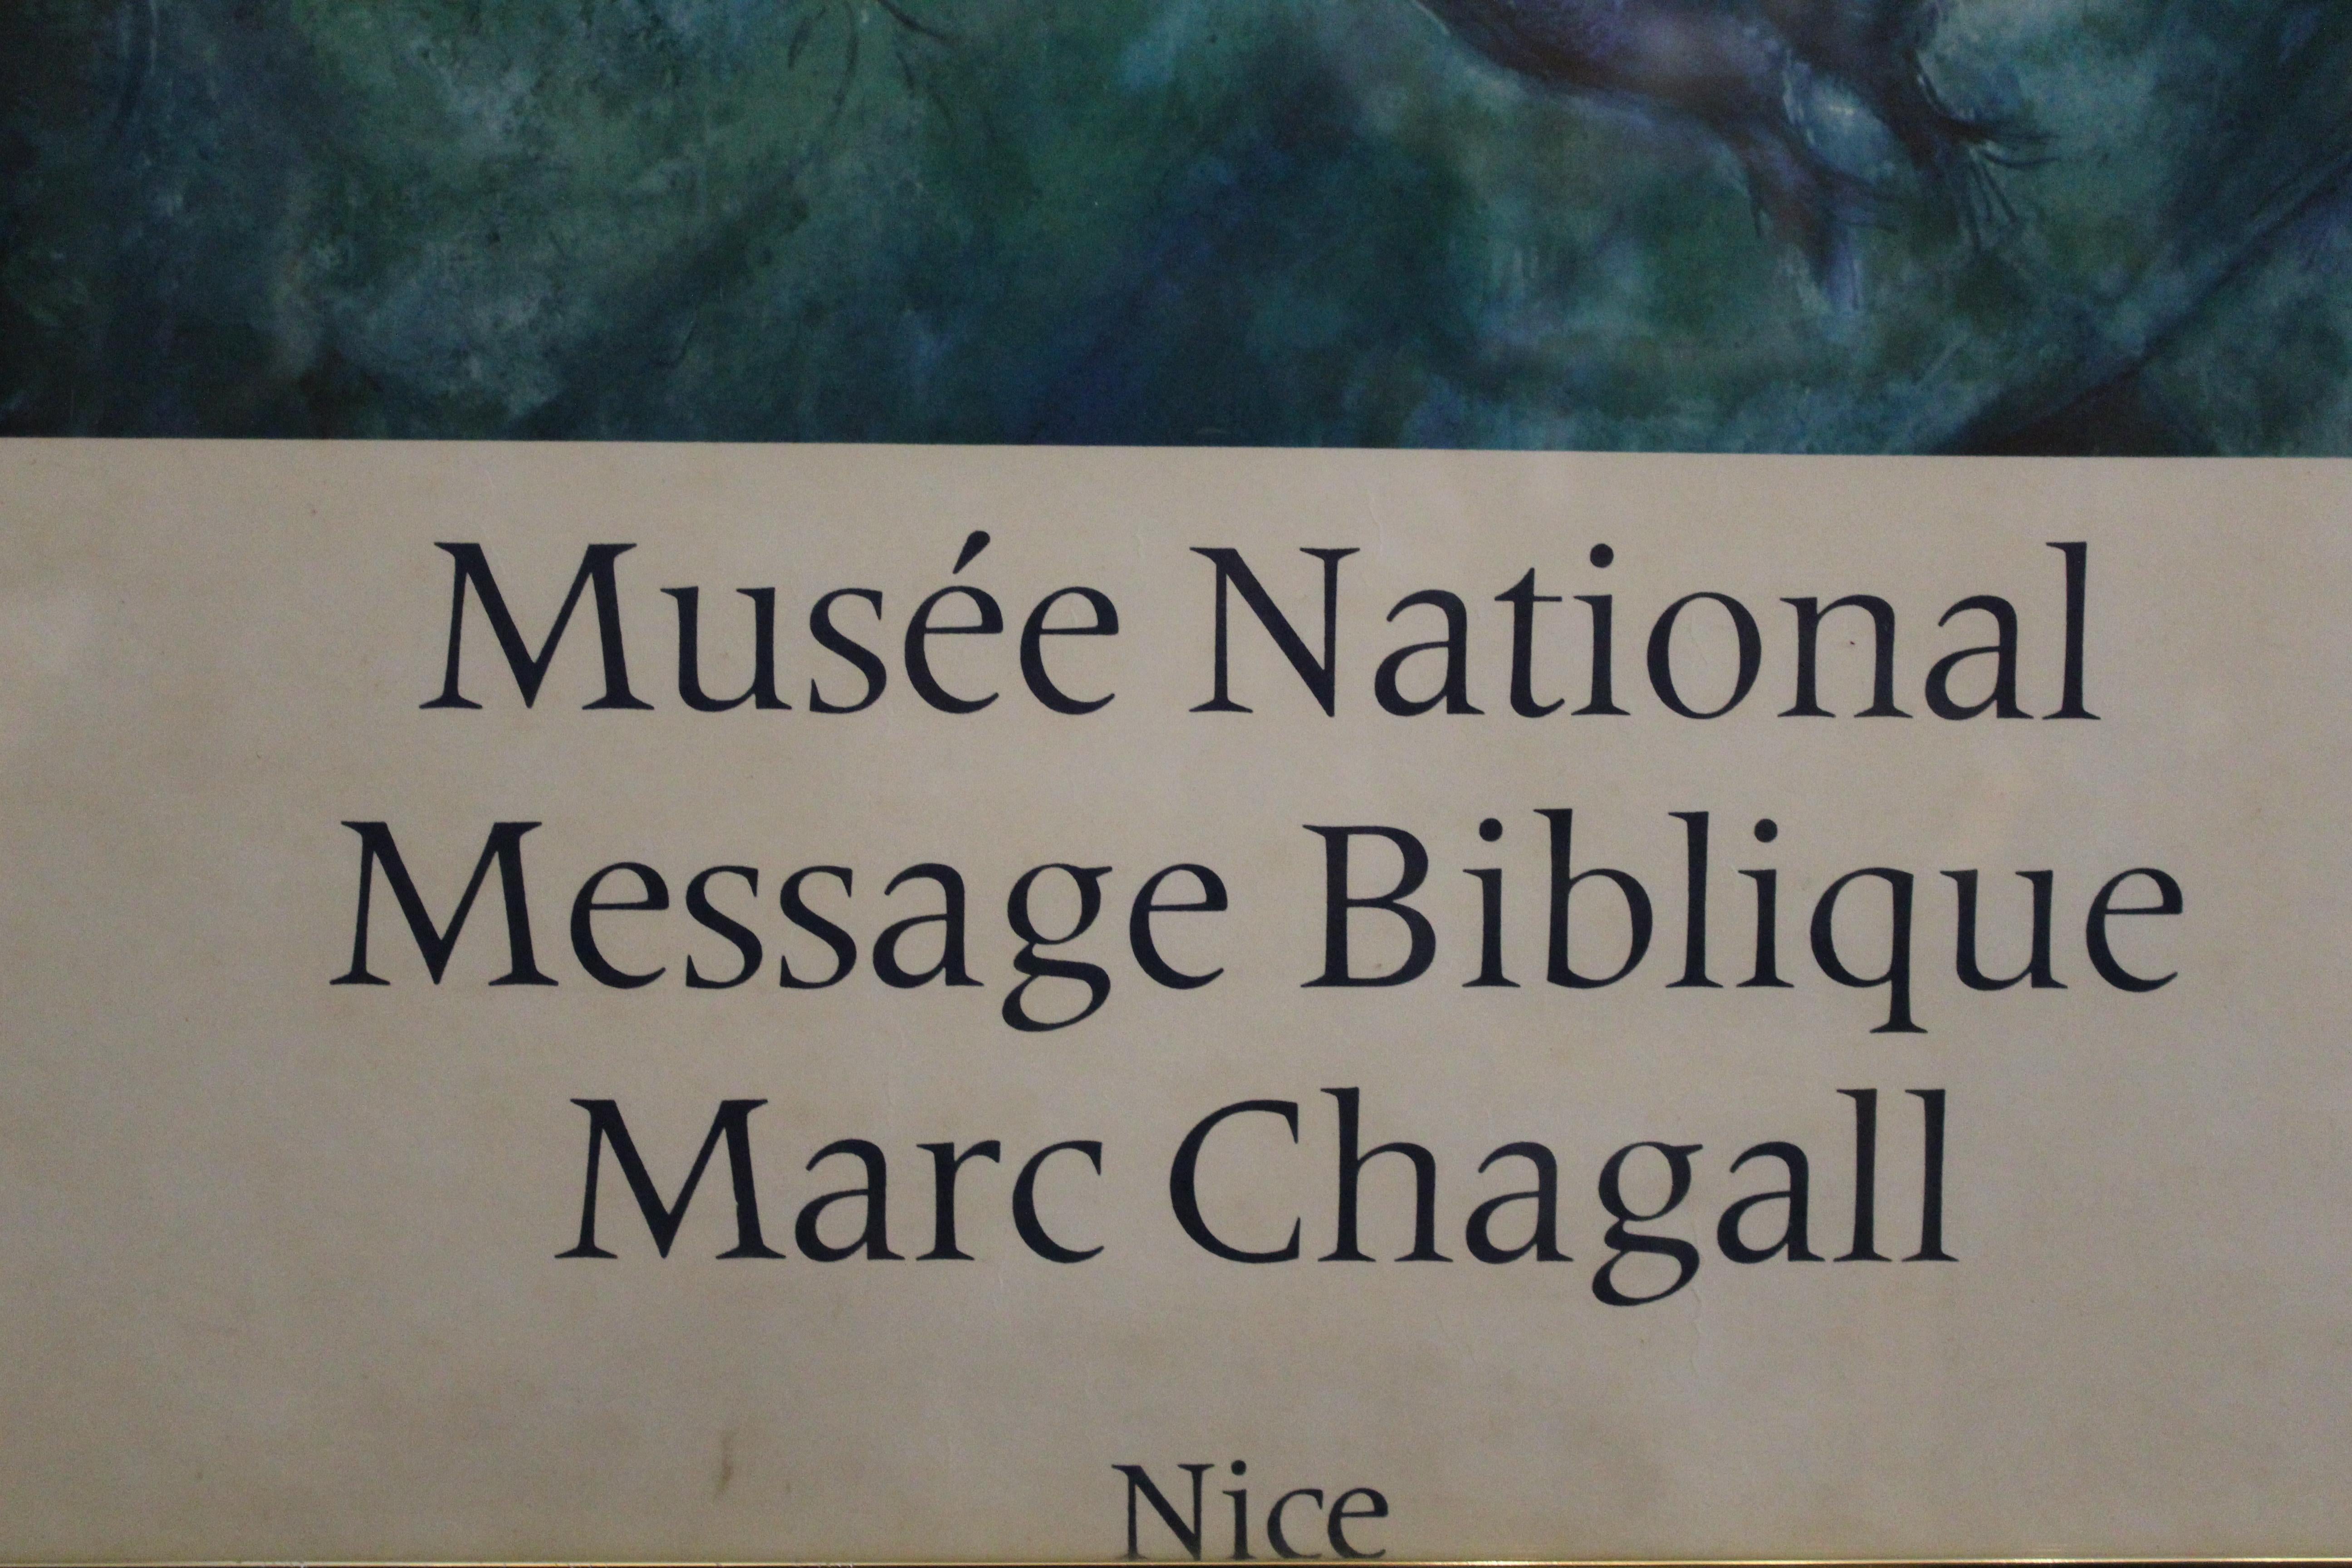 Musée National
Message Biblique
Marc Chagall
Nice